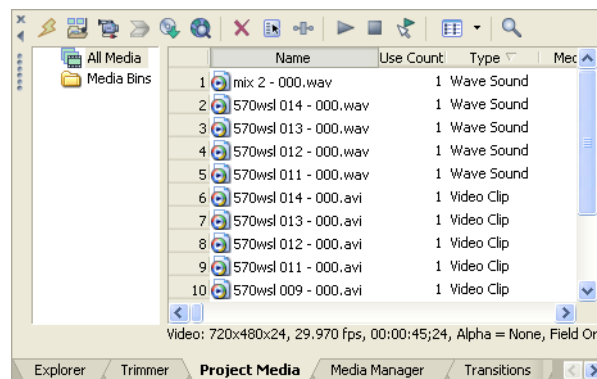 All Media
Media Bins
Name Use Count Type Mec
1 mix 2 - 000.wav 1 Wave Sound
2 570wsl 014 - 000.wav 1 Wave Sound
3 570wsl 013 - 000.wav 1 Wave Sound
4 570wsl 012 - 000.wav 1 Wave Sound
5 570wsl 011 - 000.wav 1 Wave Sound
6 570wsl 014 - 000.avi 1 Video Clip
7 570wsl 013 - 000.avi 1 Video Clip
8 570wsl 012 - 000.avi 1 Video Clip
9 570wsl 011 - 000.avi 1 Video Clip
10 570wsl 009 - 000.avi 1 Video Clip
Video: 720x480x24, 29.970 fps, 00:00:45;24, Alpha = None, Field Or
Explorer Trimmer Project Media Media Manager Transitions